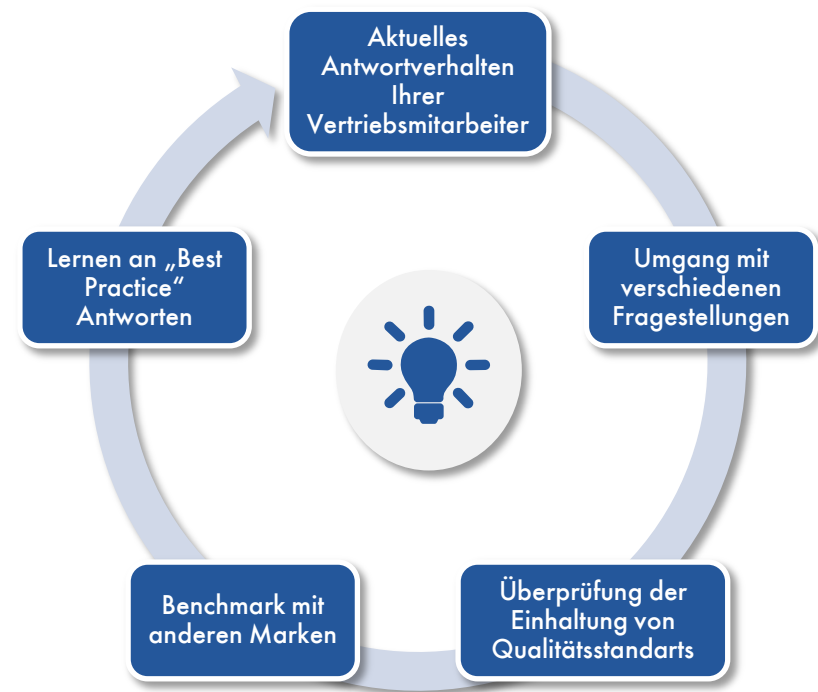 Aktuelles
Antwortverhalten
Ihrer
Vertriebsmitarbeiter
Umgang mit
verschiedenen
Fragestellungen
Überprüfung der
Einhaltung von
Qualitätsstandarts
Benchmark mit
anderen Marken
Lernen an „Best
Practice“
Antworten